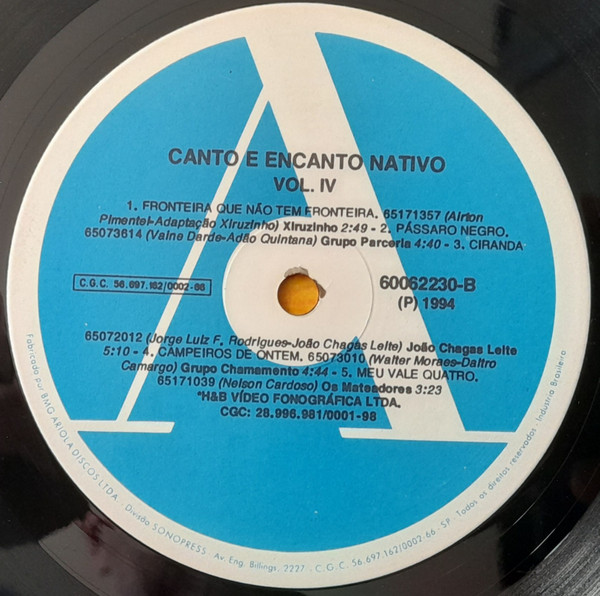 CANTO E ENCANTO NATIVO
VOL. IV
1. FRONTEIRA QUE NÃO TEM FRONTEIRA. 65171357 (Airton
Pimentel-Adaptação Xiruzinho) Xiruzinho 2:49 - 2. PÁSSARO NEGRO.
65073614 (Vaine Darde-Adão Quintana) Grupo Parceria 4:40 - 3. CIRANDA
C.G.C. 56.697.162/0002-66
60062230-B
(P) 1994
65072012 (Jorge Luiz F. Rodrigues-João Chagas Leite) João Chagas Leite
5:10 - 4. CAMPEIROS DE ONTEM. 65073010 (Walter Moraes-Daltro
Camargo) Grupo Chamamento 4:44 - 5. MEU VALE QUATRO.
65171039 (Nelson Cardoso) Os Mateadores 3:23
*H&B VÍDEO FONOGRÁFICA LTDA.
CGC: 28.996.981/0001-98
Fabricado por BMG ARIOLA DISCOS LTDA. - Divisão SONOPRESS - Av. Eng. Billings, 2227 - C.G.C. 56.697.162/0002-66 - SP - Todos os direitos reservados - Industria Brasileira